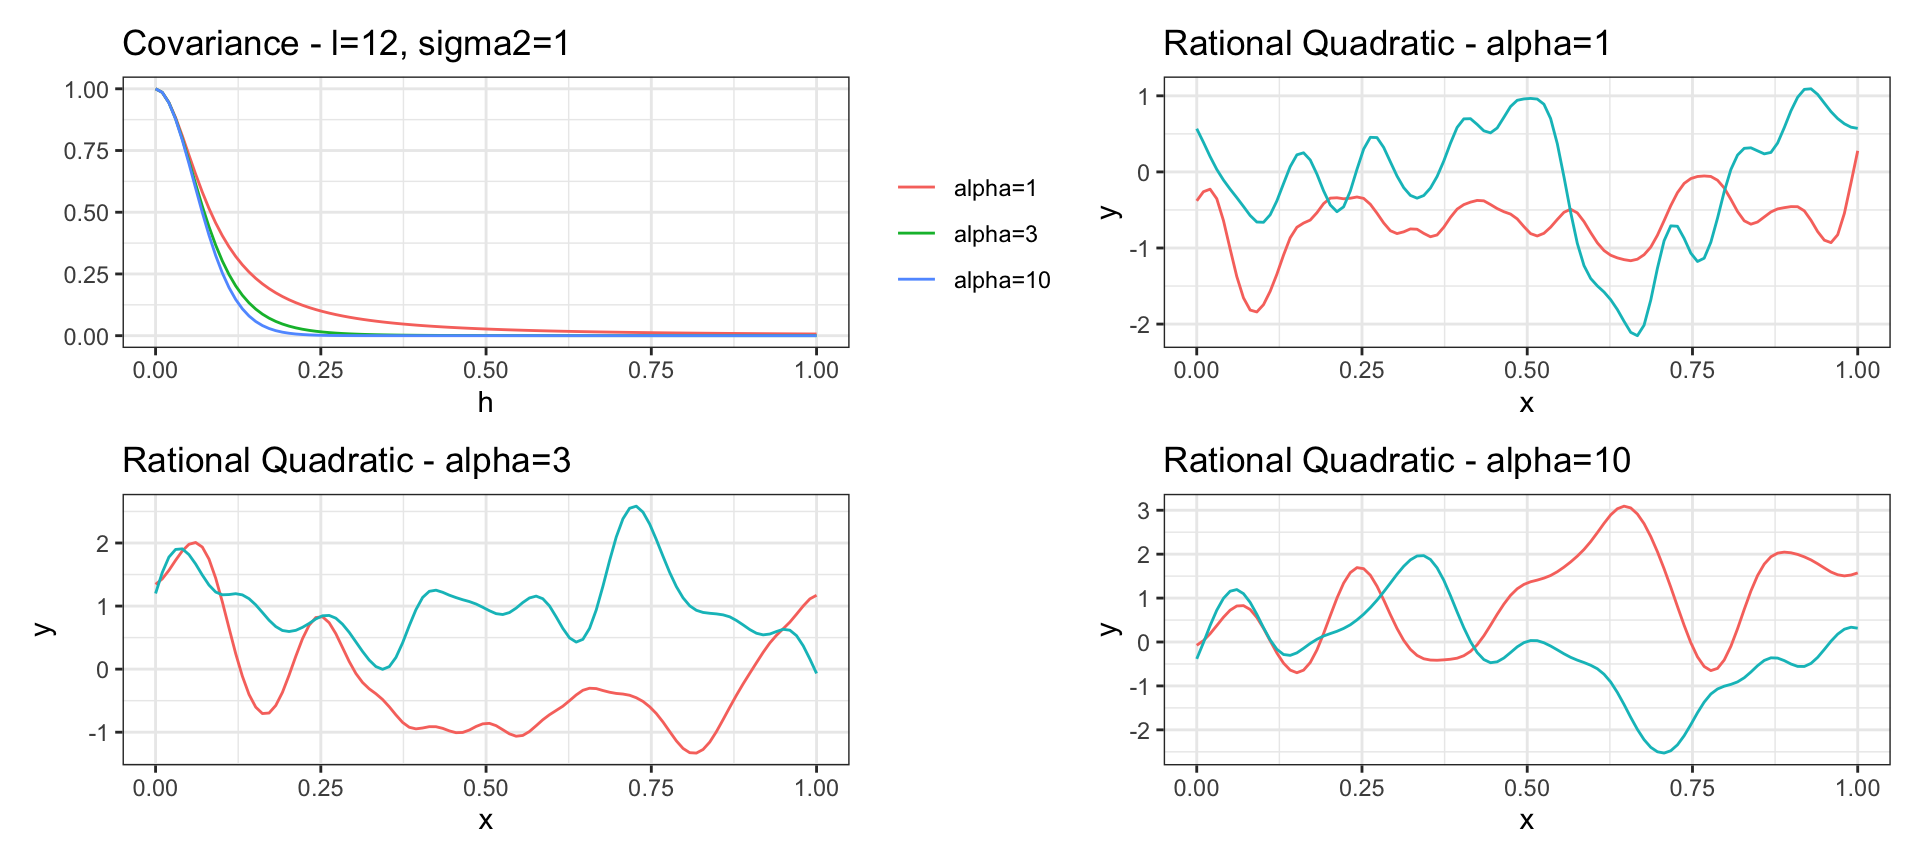 Covariance - l=12, sigma2=1
1.00
0.75
0.50
0.25
0.00
0.00 0.25 0.50 0.75 1.00
h
alpha=1
alpha=3
alpha=10
Rational Quadratic - alpha=1
1
0
-1
-2
y
0.00 0.25 0.50 0.75 1.00
x
Rational Quadratic - alpha=3
2
1
0
-1
y
0.00 0.25 0.50 0.75 1.00
x
Rational Quadratic - alpha=10
3
2
1
0
-1
-2
y
0.00 0.25 0.50 0.75 1.00
x